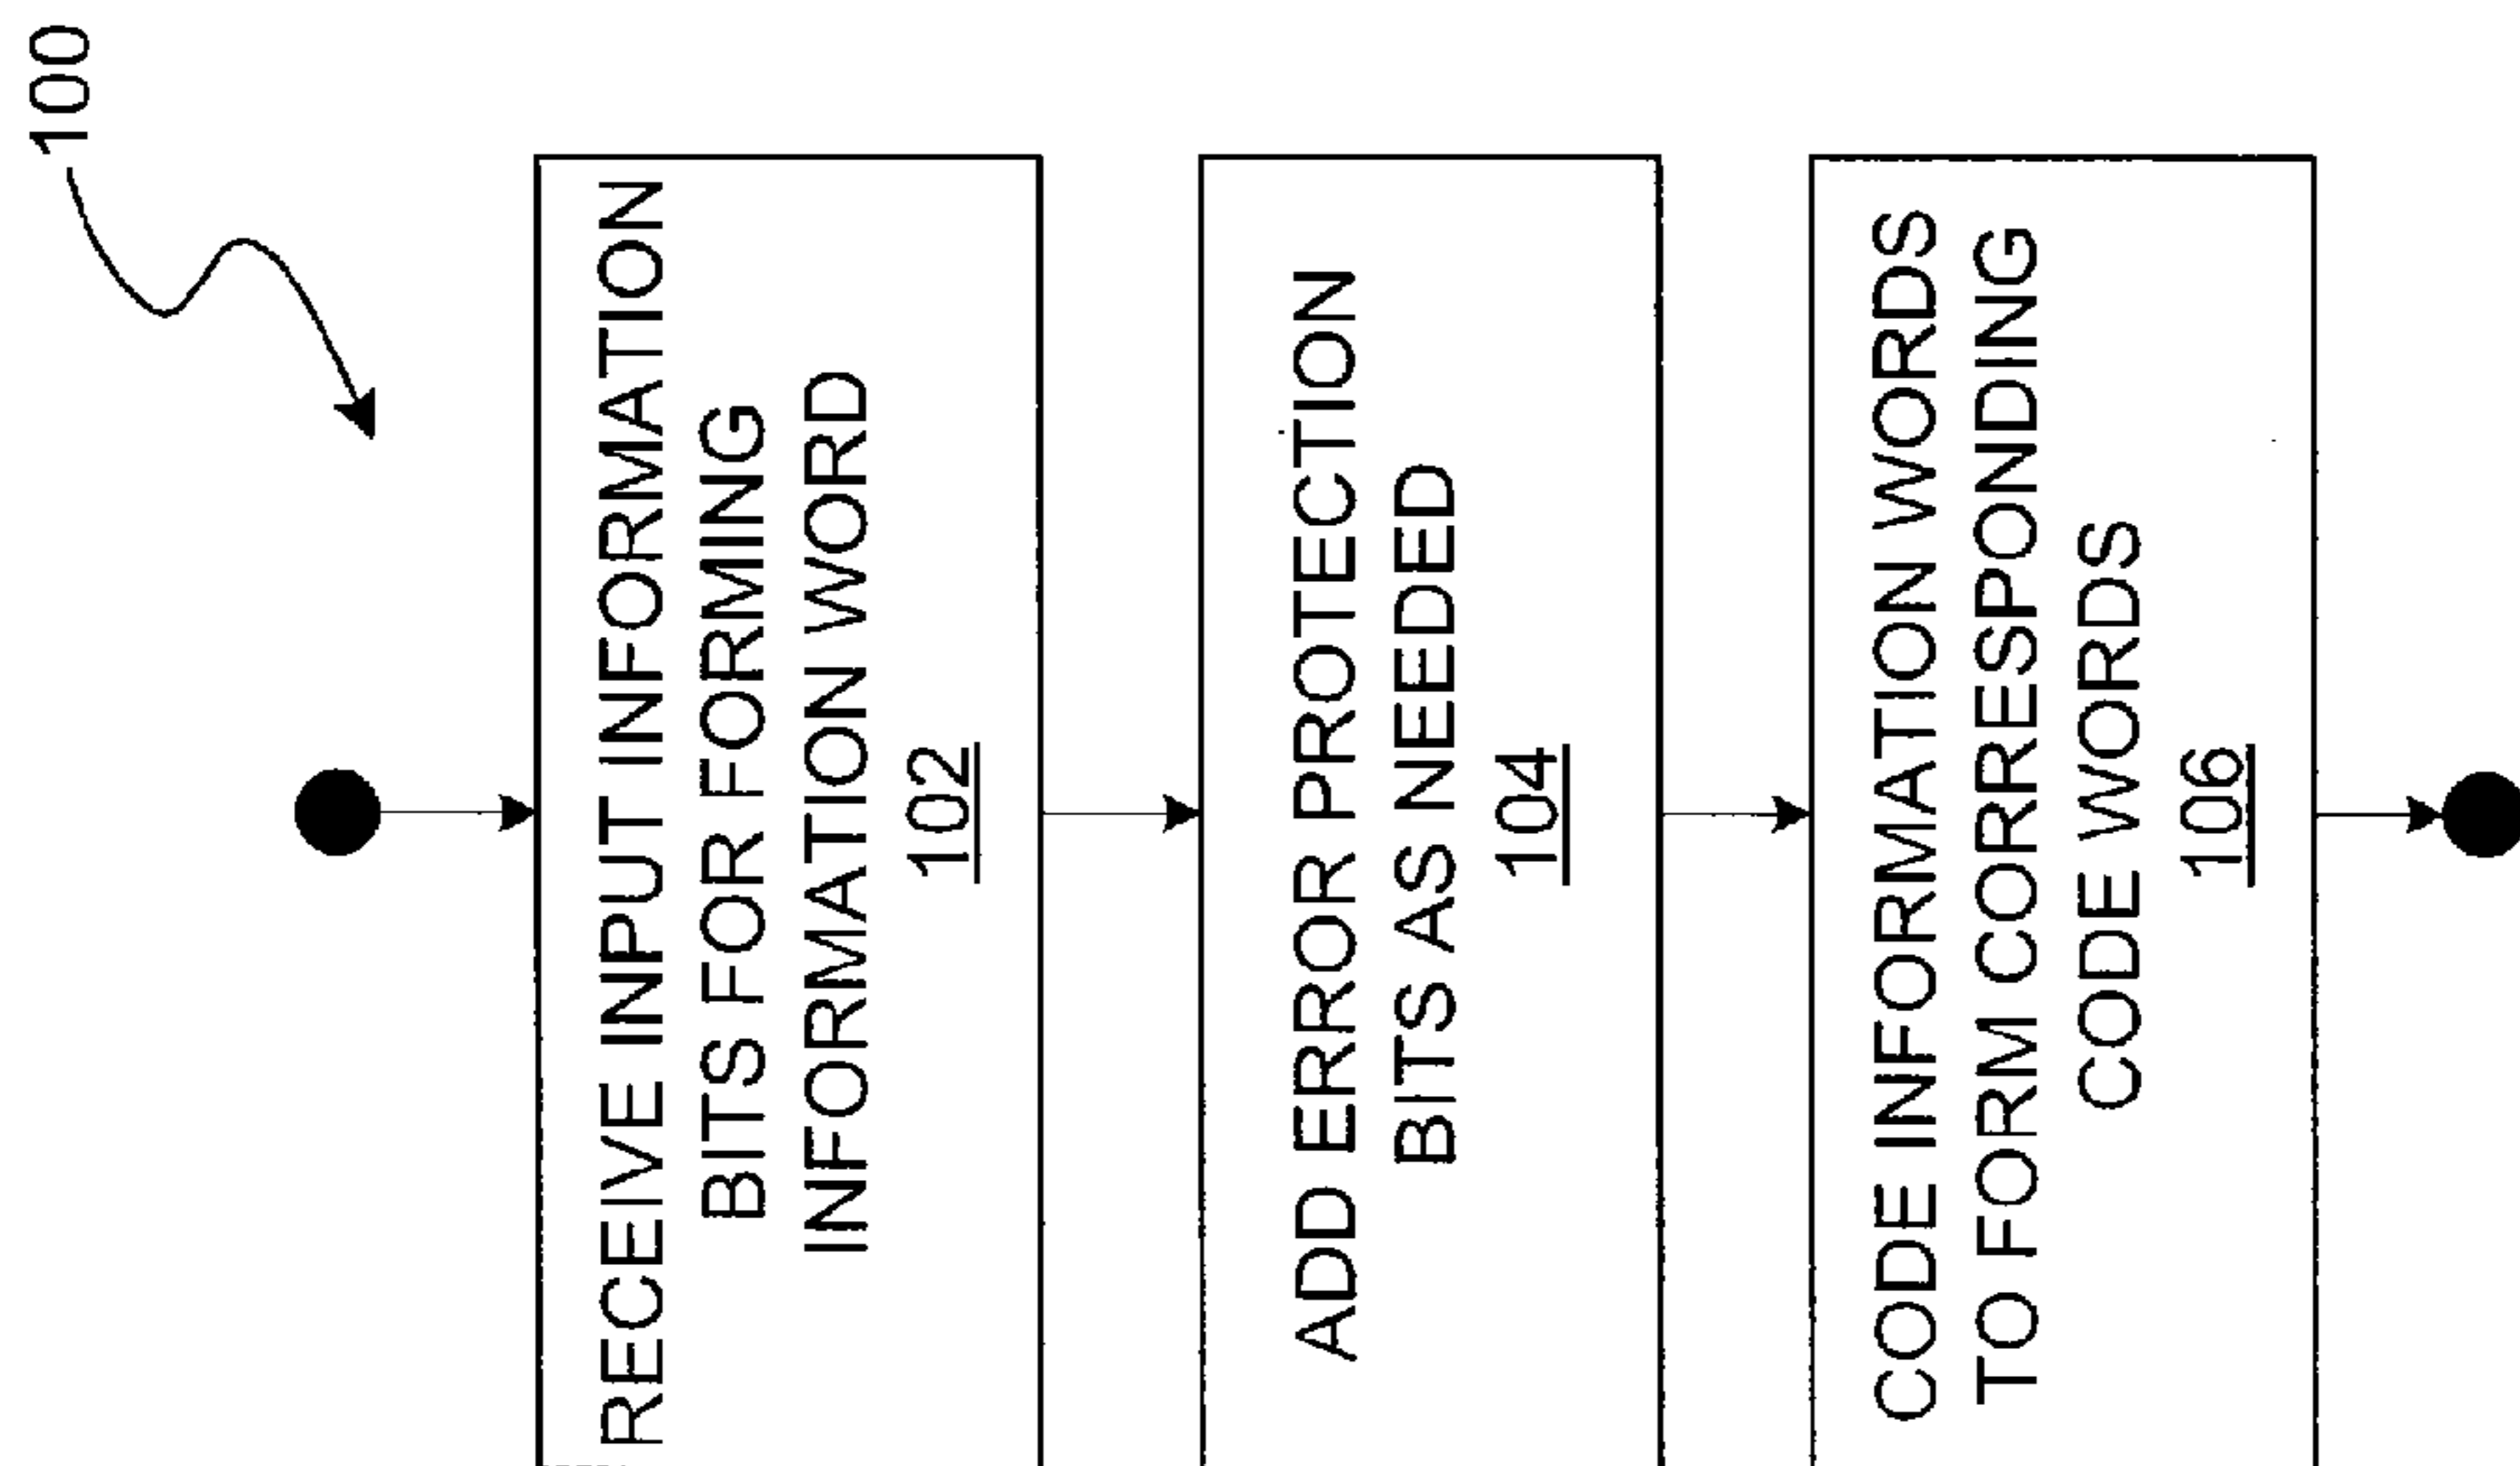 100
RECEIVE INPUT INFORMATION
BITS FOR FORMING
INFORMATION WORD
102
ADD ERROR PROTECTION
BITS AS NEEDED
104
CODE INFORMATION WORDS
TO FORM CORRESPONDING
CODE WORDS
106